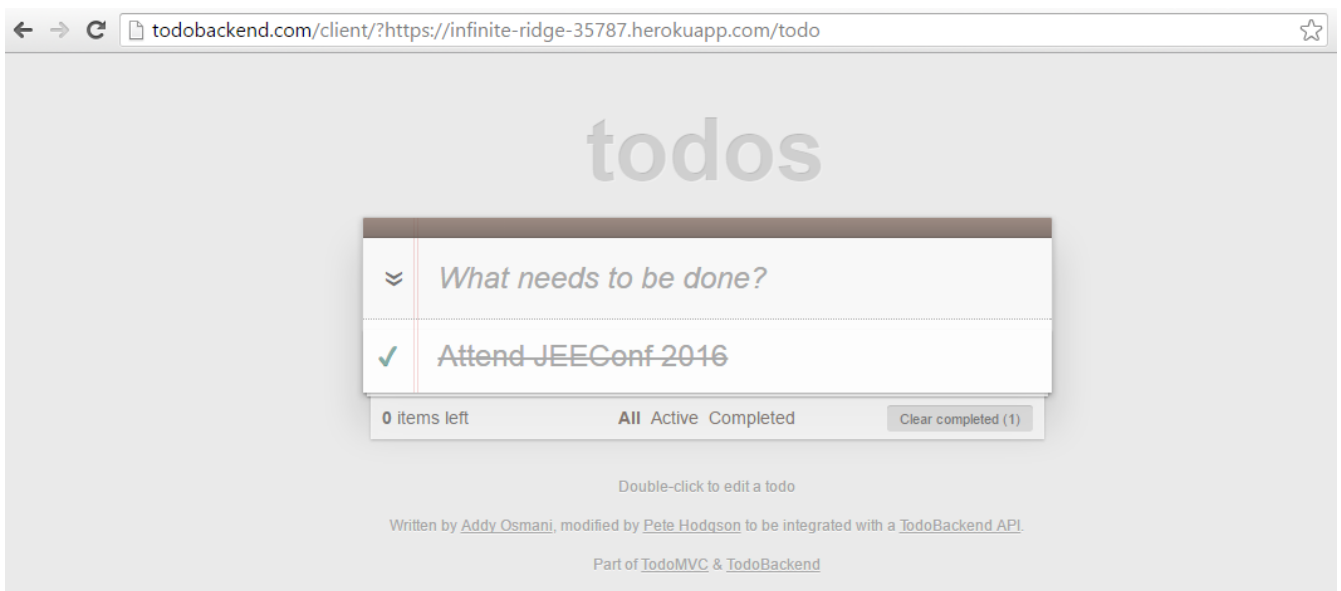 todobackend.com/client/?https://infinite-ridge-35787.herokuapp.com/todo
todos
What needs to be done?
Attend JEEConf 2016
0 items left All Active Completed Clear completed (1)
Double-click to edit a todo
Written by Addy Osmani, modified by Pete Hodgson to be integrated with a TodoBackend API.
Part of TodoMVC & TodoBackend